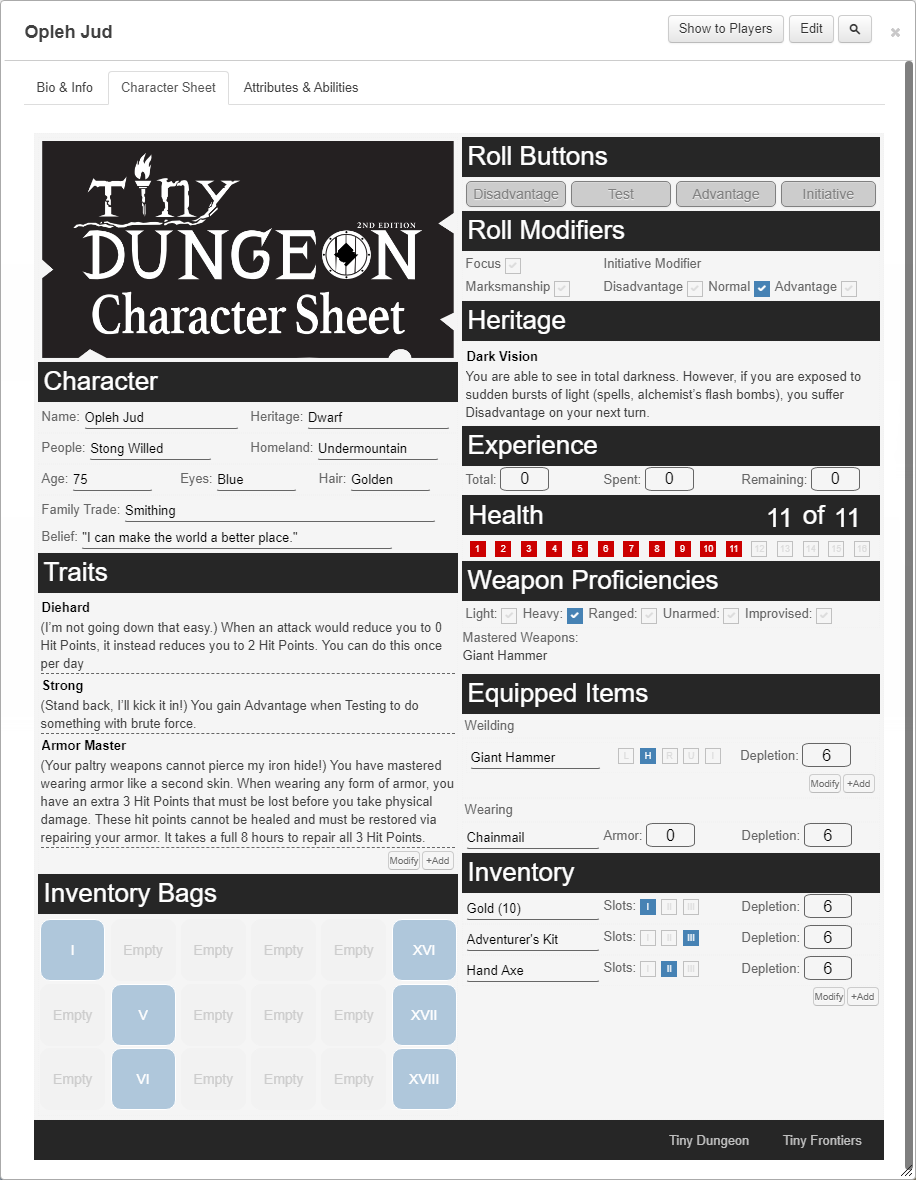 Opleh Jud
Show to Players
Edit
Bio & Info
Character Sheet
Attributes & Abilities
Tiny
2ND EDITION
DUNGEON
Character Sheet
Character
Name: Opleh Jud Heritage: Dwarf
People: Stong Willed Homeland: Undermountain
Age: 75 Eyes: Blue Hair: Golden
Family Trade: Smithing
Belief: "I can make the world a better place."
Traits
Diehard
(I'm not going down that easy.) When an attack would reduce you to 0
Hit Points, it instead reduces you to 2 Hit Points. You can do this once
per day
Strong
(Stand back, I'll kick it in!) You gain Advantage when Testing to do
something with brute force.
Armor Master
(Your paltry weapons cannot pierce my iron hide!) You have mastered
wearing armor like a second skin. When wearing any form of armor, you
have an extra 3 Hit Points that must be lost before you take physical
damage. These hit points cannot be healed and must be restored via
repairing your armor. It takes a full 8 hours to repair all 3 Hit Points.
Modify +Add
Inventory Bags
I Empty Empty Empty Empty XVI
Empty V Empty Empty Empty XVII
Empty VI Empty Empty Empty XVIII
Roll Buttons
Disadvantage Test Advantage Initiative
Roll Modifiers
Focus Initiative Modifier
Marksmanship Disadvantage Normal Advantage
Heritage
Dark Vision
You are able to see in total darkness. However, if you are exposed to
sudden bursts of light (spells, alchemist's flash bombs), you suffer
Disadvantage on your next turn.
Experience
Total: 0 Spent: 0 Remaining: 0
Health 11 of 11
1 2 3 4 5 6 7 8 9 10 11 12 13 14 15 16
Weapon Proficiencies
Light: Heavy: Ranged: Unarmed: Improvised:
Mastered Weapons:
Giant Hammer
Equipped Items
Weilding
Giant Hammer L H R U I Depletion: 6
Modify +Add
Wearing
Chainmail Armor: 0 Depletion: 6
Inventory
Gold (10) Slots: I II III Depletion: 6
Adventurer's Kit Slots: I II III Depletion: 6
Hand Axe Slots: I II III Depletion: 6
Modify +Add
Tiny Dungeon Tiny Frontiers